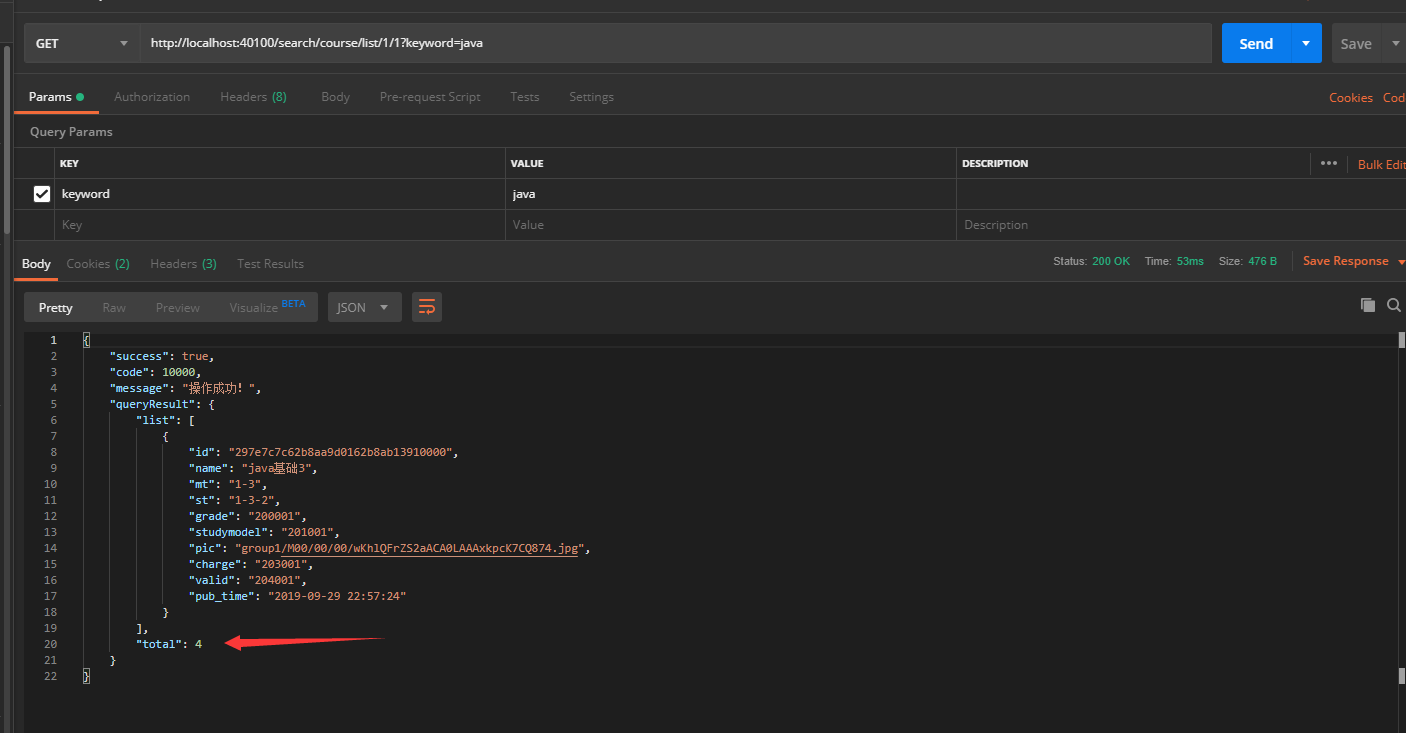 GET http://localhost:40100/search/course/list/1/1?keyword=java Send Save
Params Authorization Headers (8) Body Pre-request Script Tests Settings Cookies Cod
Query Params
KEY VALUE DESCRIPTION ••• Bulk Edit
keyword java
Key Value Description
Body Cookies (2) Headers (3) Test Results Status: 200 OK Time: 53ms Size: 476 B Save Response
Pretty Raw Preview Visualize BETA JSON
1 {
2 "success": true,
3 "code": 10000,
4 "message": "操作成功！",
5 "queryResult": {
6 "list": [
7 {
8 "id": "297e7c7c62b8aa9d0162b8ab13910000",
9 "name": "java基础3",
10 "mt": "1-3",
11 "st": "1-3-2",
12 "grade": "200001",
13 "studymodel": "201001",
14 "pic": "group1/M00/00/00/wKhlQFrZS2aACA0LAAAxkpcK7CQ874.jpg",
15 "charge": "203001",
16 "valid": "204001",
17 "pub_time": "2019-09-29 22:57:24"
18 }
19 ],
20 "total": 4
21 }
22 }